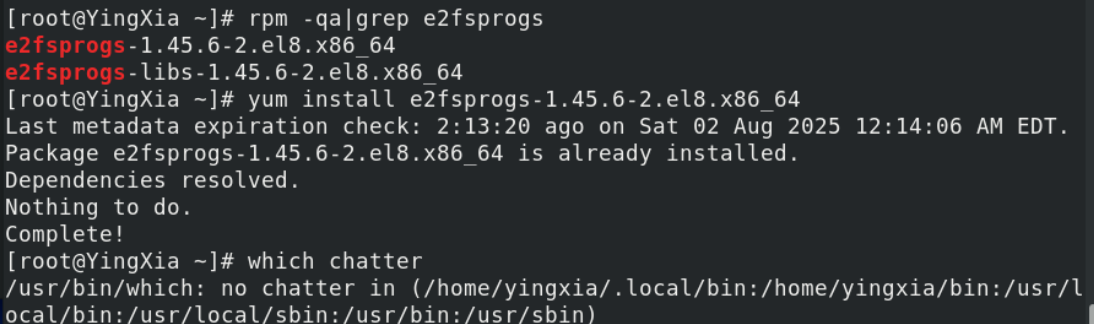 [root@YingXia ~]# rpm -qa|grep e2fsprogs
e2fsprogs-1.45.6-2.el8.x86_64
e2fsprogs-libs-1.45.6-2.el8.x86_64
[root@YingXia ~]# yum install e2fsprogs-1.45.6-2.el8.x86_64
Last metadata expiration check: 2:13:20 ago on Sat 02 Aug 2025 12:14:06 AM EDT.
Package e2fsprogs-1.45.6-2.el8.x86_64 is already installed.
Dependencies resolved.
Nothing to do.
Complete!
[root@YingXia ~]# which chatter
/usr/bin/which: no chatter in (/home/yingxia/.local/bin:/home/yingxia/bin:/usr/l
ocal/bin:/usr/local/sbin:/usr/bin:/usr/sbin)